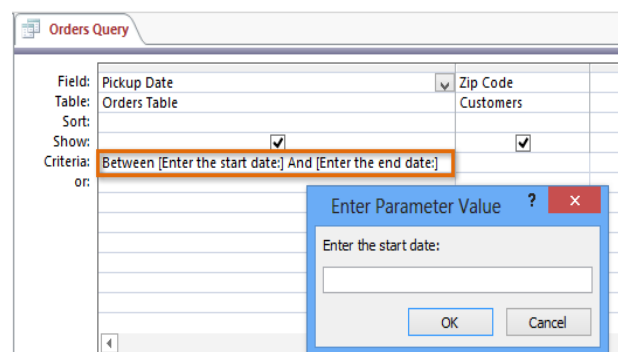 Orders Query
Field: Pickup Date Zip Code
Table: Orders Table Customers
Sort:
Show:
Criteria: Between [Enter the start date:] And [Enter the end date:]
or:
Enter Parameter Value ? ×
Enter the start date:
OK Cancel